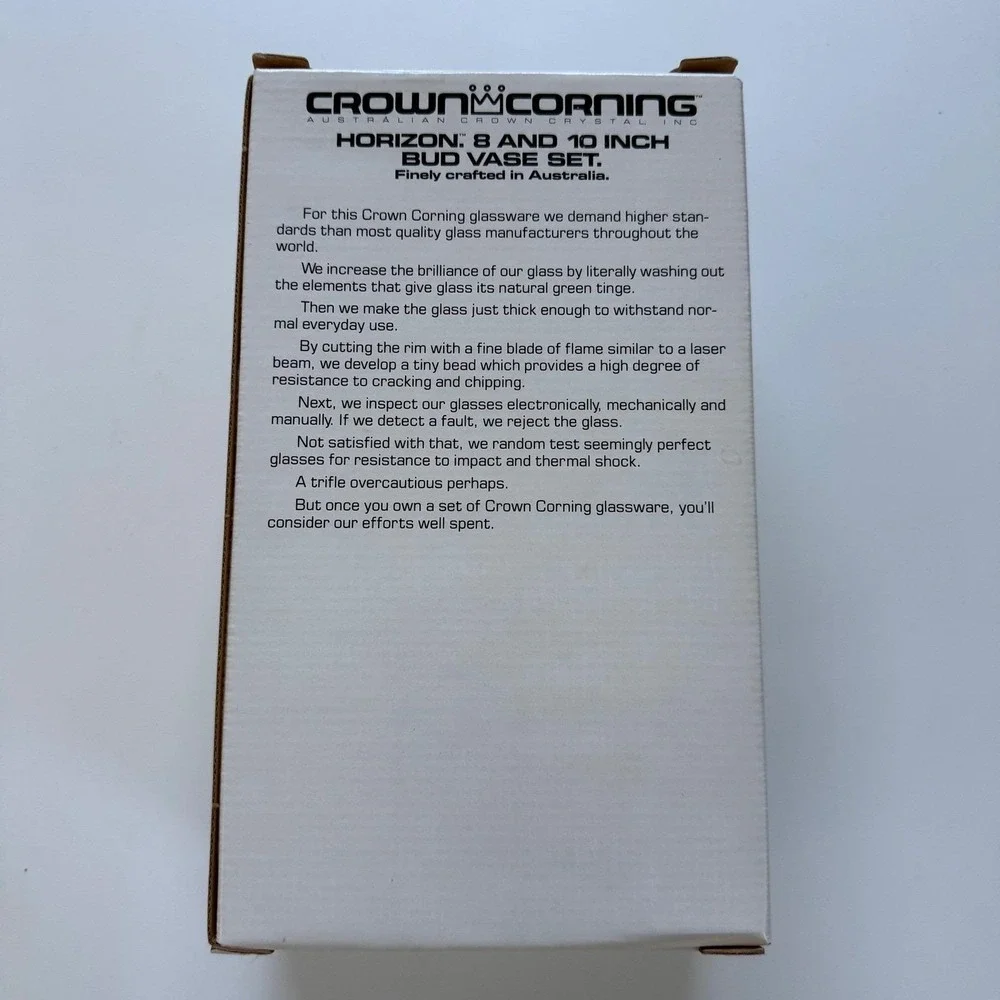 CROWN CORNING™
AUSTRALIAN CROWN CRYSTAL INC
HORIZON.™ 8 AND 10 INCH
BUD VASE SET.
Finely crafted in Australia.
For this Crown Corning glassware we demand higher stan-
dards than most quality glass manufacturers throughout the
world.
We increase the brilliance of our glass by literally washing out
the elements that give glass its natural green tinge.
Then we make the glass just thick enough to withstand nor-
mal everyday use.
By cutting the rim with a fine blade of flame similar to a laser
beam, we develop a tiny bead which provides a high degree of
resistance to cracking and chipping.
Next, we inspect our glasses electronically, mechanically and
manually. If we detect a fault, we reject the glass.
Not satisfied with that, we random test seemingly perfect
glasses for resistance to impact and thermal shock.
A trifle overcautious perhaps.
But once you own a set of Crown Corning glassware, you'll
consider our efforts well spent.